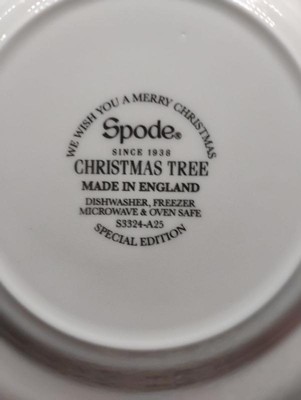 WE WISH YOU A MERRY CHRISTMAS
Spode®
SINCE 1938
CHRISTMAS TREE
MADE IN ENGLAND
DISHWASHER, FREEZER
MICROWAVE & OVEN SAFE
S3324-A25
SPECIAL EDITION